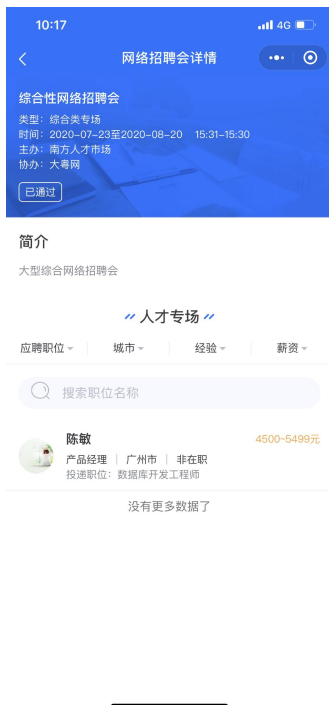 10:17
4G
网络招聘会详情
综合性网络招聘会
类型：综合类专场
时间：2020-07-23至2020-08-20 15:31-15:30
主办：南方人才市场
协办：大粤网
已通过
简介
大型综合网络招聘会
人才专场
应聘职位 城市 经验 薪资
搜索职位名称
陈敏 4500~5499元
产品经理 | 广州市 | 非在职
投递职位：数据库开发工程师
没有更多数据了